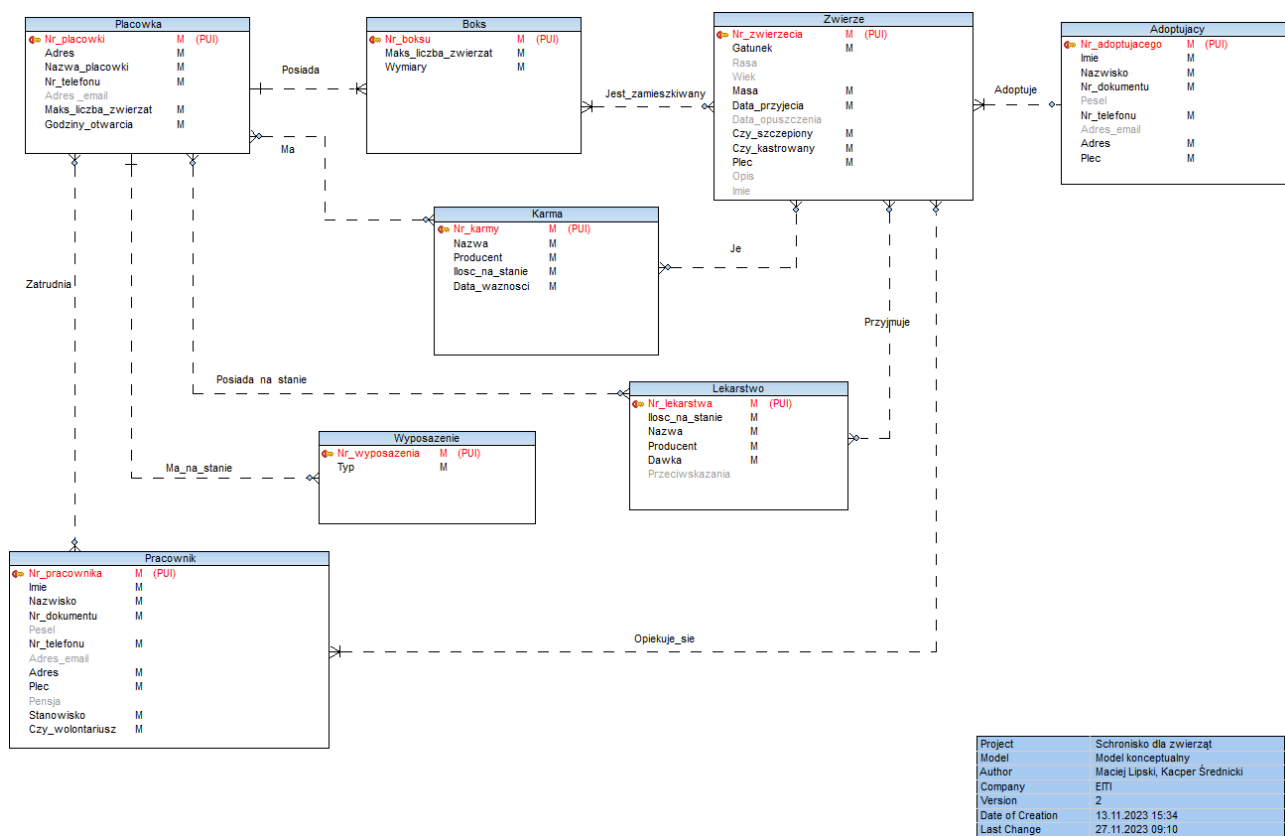 Placowka
Nr_placowki M (PUI)
Adres M
Nazwa_placowki M
Nr_telefonu M
Adres_email
Maks_liczba_zwierzat M
Godziny_otwarcia M
Posiada
Boks
Nr_boksu M (PUI)
Maks_liczba_zwierzat M
Wymiary M
Jest_zamieszkiwany
Zwierze
Nr_zwierzecia M (PUI)
Gatunek M
Rasa
Wiek
Masa M
Data_przyjecia M
Data_opuszczenia
Czy_szczepiony M
Czy_kastrowany M
Plec M
Opis
Imie
Adoptuje
Adoptujacy
Nr_adoptujacego M (PUI)
Imie M
Nazwisko M
Nr_dokumentu M
Pesel
Nr_telefonu M
Adres_email
Adres M
Plec M
Ma
Karma
Nr_karmy M (PUI)
Nazwa M
Producent M
Ilosc_na_stanie M
Data_waznosci M
Je
Zatrudnia
Przyjmuje
Posiada_na_stanie
Lekarstwo
Nr_lekarstwa M (PUI)
Ilosc_na_stanie M
Nazwa M
Producent M
Dawka M
Przeciwskazania
Wyposazenie
Nr_wyposazenia M (PUI)
Typ M
Ma_na_stanie
Pracownik
Nr_pracownika M (PUI)
Imie M
Nazwisko M
Nr_dokumentu M
Pesel
Nr_telefonu M
Adres_email
Adres M
Plec M
Pensja
Stanowisko M
Czy_wolontariusz M
Opiekuje_sie
Project Schronisko dla zwierząt
Model Model konceptualny
Author Maciej Lipski, Kacper Średnicki
Company EITI
Version 2
Date of Creation 13.11.2023 15:34
Last Change 27.11.2023 09:10